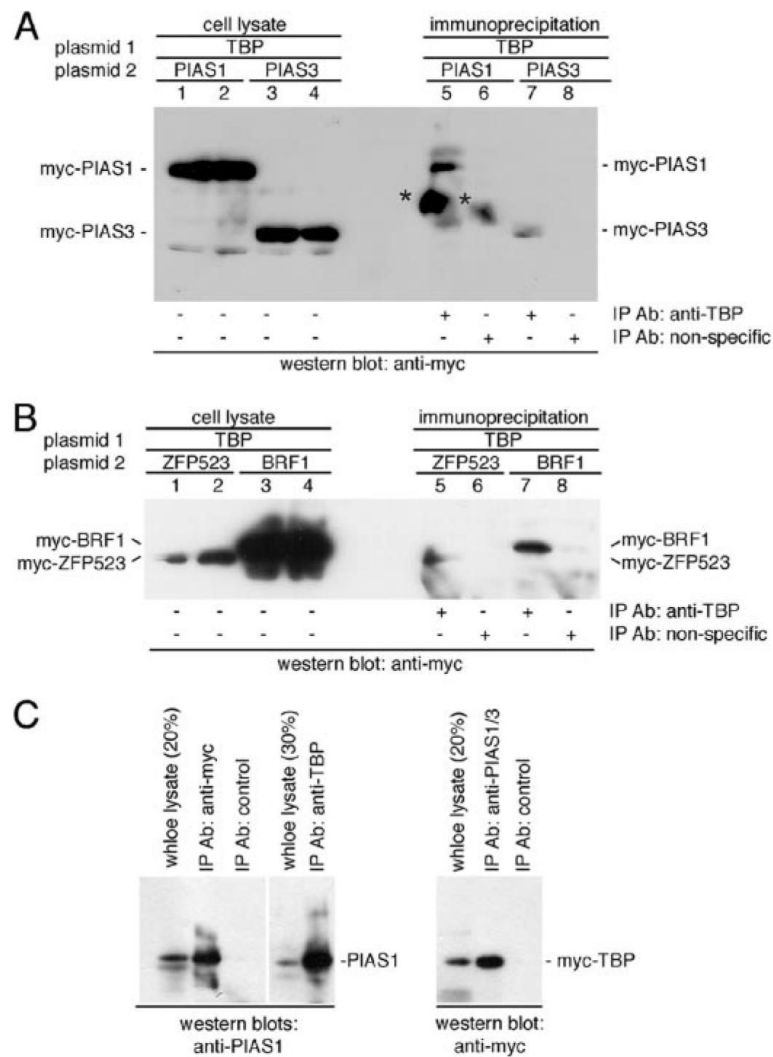 A
cell lysate immunoprecipitation
plasmid 1 TBP TBP
plasmid 2 PIAS1 PIAS3 PIAS1 PIAS3
1 2 3 4 5 6 7 8
myc-PIAS1 - - myc-PIAS1
* *
myc-PIAS3 - - myc-PIAS3
- - - - + - + - IP Ab: anti-TBP
- - - - - + - + IP Ab: non-specific
western blot: anti-myc
B
cell lysate immunoprecipitation
plasmid 1 TBP TBP
plasmid 2 ZFP523 BRF1 ZFP523 BRF1
1 2 3 4 5 6 7 8
myc-BRF1 myc-BRF1
myc-ZFP523 myc-ZFP523
- - - - + - + - IP Ab: anti-TBP
- - - - - + - + IP Ab: non-specific
western blot: anti-myc
C
whloe lysate (20%)
IP Ab: anti-myc
IP Ab: control
whloe lysate (30%)
IP Ab: anti-TBP
whloe lysate (20%)
IP Ab: anti-PIAS1/3
IP Ab: control
-PIAS1 - myc-TBP
western blots: western blot:
anti-PIAS1 anti-myc